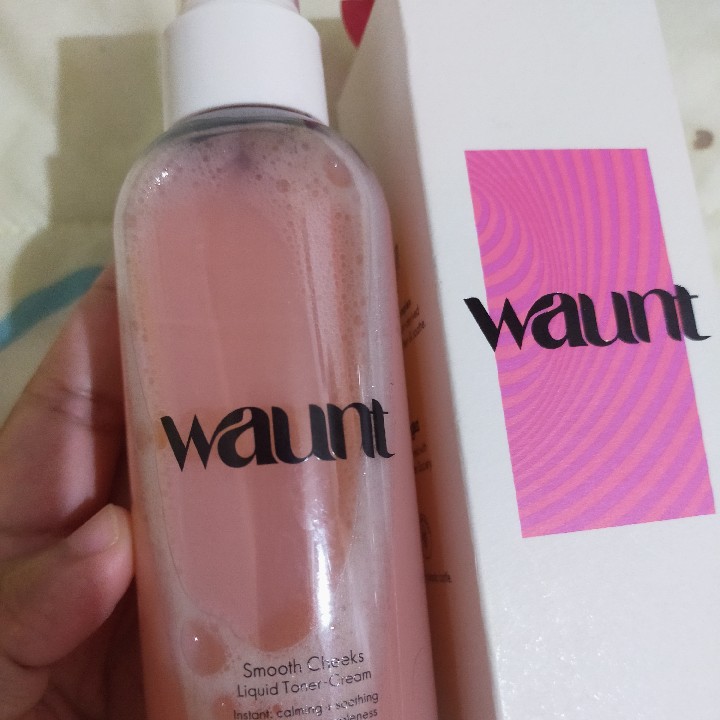 waunt
Smooth Cheeks
Liquid Toner-Cream
Instant: calming + soothing
waunt